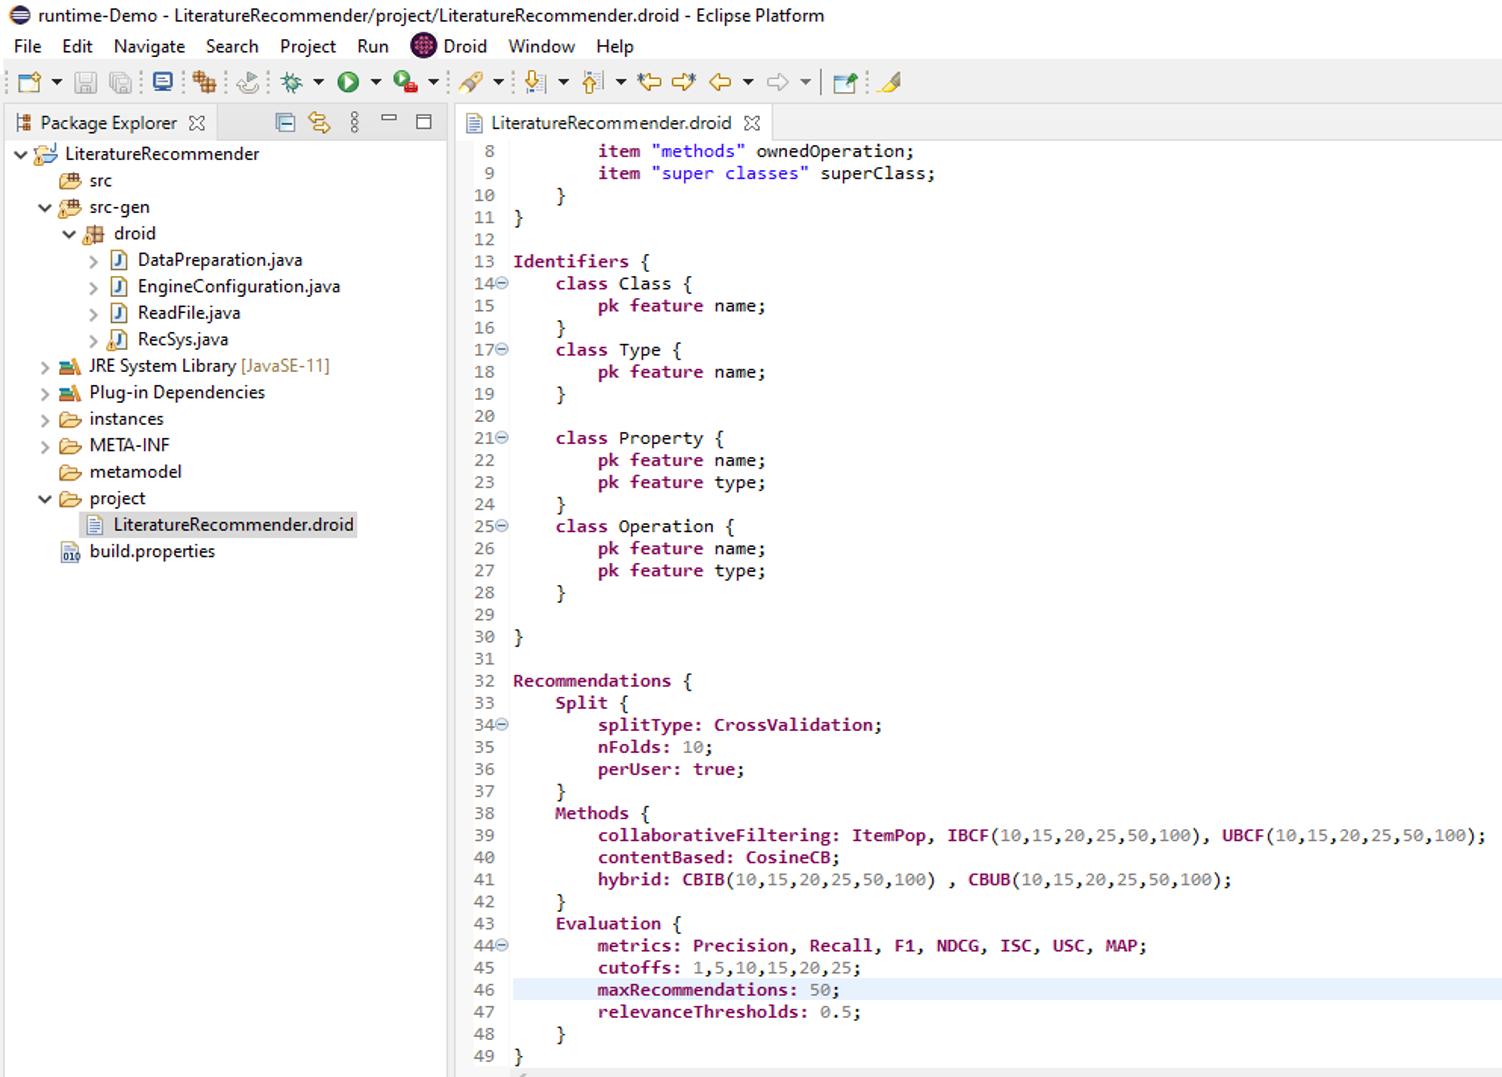 runtime-Demo - LiteratureRecommender/project/LiteratureRecommender.droid - Eclipse Platform
File Edit Navigate Search Project Run Droid Window Help
Package Explorer
LiteratureRecommender
src
src-gen
droid
DataPreparation.java
EngineConfiguration.java
ReadFile.java
RecSys.java
JRE System Library [JavaSE-11]
Plug-in Dependencies
instances
META-INF
metamodel
project
LiteratureRecommender.droid
build.properties
LiteratureRecommender.droid
8 item "methods" ownedOperation;
9 item "super classes" superClass;
10 }
11 }
12
13 Identifiers {
14 class Class {
15 pk feature name;
16 }
17 class Type {
18 pk feature name;
19 }
20
21 class Property {
22 pk feature name;
23 pk feature type;
24 }
25 class Operation {
26 pk feature name;
27 pk feature type;
28 }
29
30 }
31
32 Recommendations {
33 Split {
34 splitType: CrossValidation;
35 nFolds: 10;
36 perUser: true;
37 }
38 Methods {
39 collaborativeFiltering: ItemPop, IBCF(10,15,20,25,50,100), UBCF(10,15,20,25,50,100);
40 contentBased: CosineCB;
41 hybrid: CBIB(10,15,20,25,50,100) , CBUB(10,15,20,25,50,100);
42 }
43 Evaluation {
44 metrics: Precision, Recall, F1, NDCG, ISC, USC, MAP;
45 cutoffs: 1,5,10,15,20,25;
46 maxRecommendations: 50;
47 relevanceThresholds: 0.5;
48 }
49 }